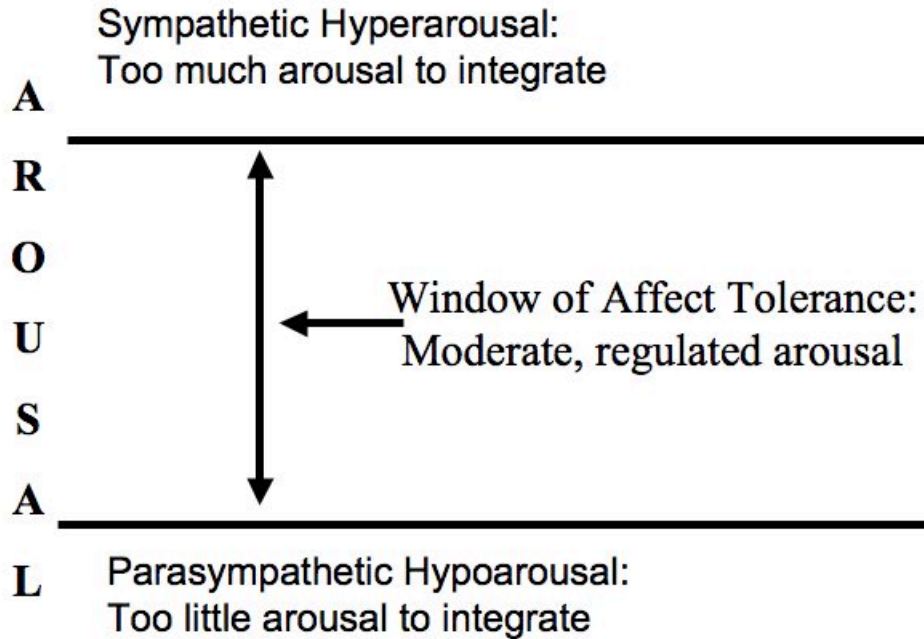 Sympathetic Hyperarousal:
Too much arousal to integrate
A
R
O
U
S
A
L
Window of Affect Tolerance:
Moderate, regulated arousal
Parasympathetic Hypoarousal:
Too little arousal to integrate